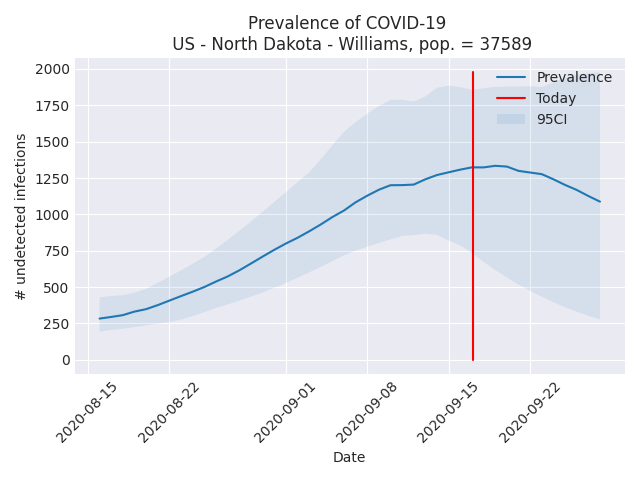 Prevalence of COVID-19
US - North Dakota - Williams, pop. = 37589
Prevalence
Today
95CI
# undetected infections
2000
1750
1500
1250
1000
750
500
250
0
2020-08-15
2020-08-22
2020-09-01
2020-09-08
2020-09-15
2020-09-22
Date